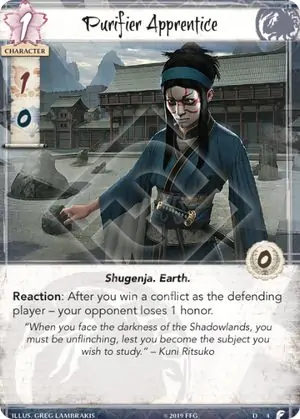 1
Purifier Apprentice
CHARACTER
1
0
0
Shugenja. Earth.
Reaction: After you win a conflict as the defending
player – your opponent loses 1 honor.
"When you face the darkness of the Shadowlands, you
must be unflinching, lest you become the subject you
wish to study." – Kuni Ritsuko
ILLUS. GREG LAMBRAKIS ©2019 FFG D 4